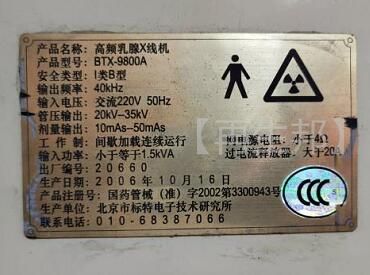 产品名称：高频乳腺X线机
产品型号：BTX-9800A
安全类型：I类B型
输出频率：40kHz
输入电压：交流220V 50Hz
管压输出：20kV—35kV
剂量输出：10mAs—50mAs
工 作 制：间歇加载连续运行
电源电阻：小于4Ω
输入功率：小于等于1.5kVA
过电流释放器：大于20A
出厂编号：20660
生产日期：2006年10月16日
产品注册号：国药管械（准）字2002第3300943号
生产单位：北京市标特电子技术研究所
联系电话：010-68387066
CCC